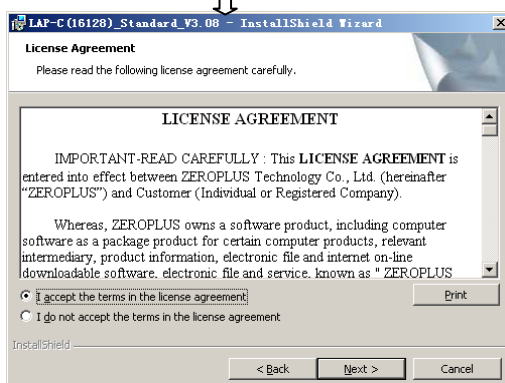 LAP-C(16128)_Standard_V3.08 - InstallShield Wizard
License Agreement
Please read the following license agreement carefully.
LICENSE AGREEMENT
IMPORTANT-READ CAREFULLY : This LICENSE AGREEMENT is
entered into effect between ZEROPLUS Technology Co., Ltd. (hereinafter
“ZEROPLUS”) and Customer (Individual or Registered Company).
Whereas, ZEROPLUS owns a software product, including computer
software as a package product for certain computer products, relevant
intermediary, product information, electronic file and internet on-line
downloadable software, electronic file and service, known as " ZEROPLUS
I accept the terms in the license agreement
Print
I do not accept the terms in the license agreement
InstallShield
< Back
Next >
Cancel